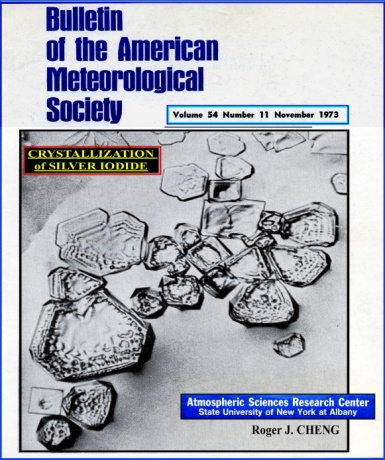 Bulletin
of the American
Meteorological
Society
Volume 54 Number 11 November 1973
CRYSTALLIZATION
of SILVER IODIDE
Atmospheric Sciences Research Center
State University of New York at Albany
Roger J. CHENG